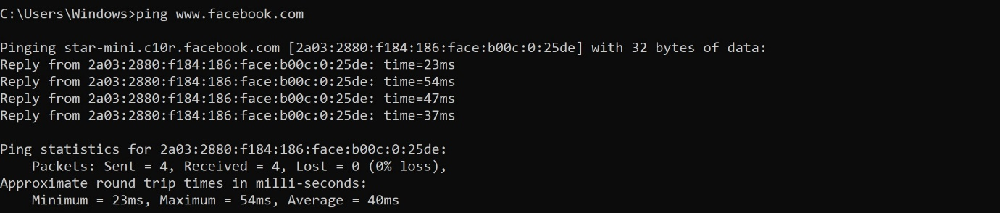 C:\Users\Windows>ping www.facebook.com
Pinging star-mini.c10r.facebook.com [2a03:2880:f184:186:face:b00c:0:25de] with 32 bytes of data:
Reply from 2a03:2880:f184:186:face:b00c:0:25de: time=23ms
Reply from 2a03:2880:f184:186:face:b00c:0:25de: time=54ms
Reply from 2a03:2880:f184:186:face:b00c:0:25de: time=47ms
Reply from 2a03:2880:f184:186:face:b00c:0:25de: time=37ms
Ping statistics for 2a03:2880:f184:186:face:b00c:0:25de:
    Packets: Sent = 4, Received = 4, Lost = 0 (0% loss),
Approximate round trip times in milli-seconds:
    Minimum = 23ms, Maximum = 54ms, Average = 40ms